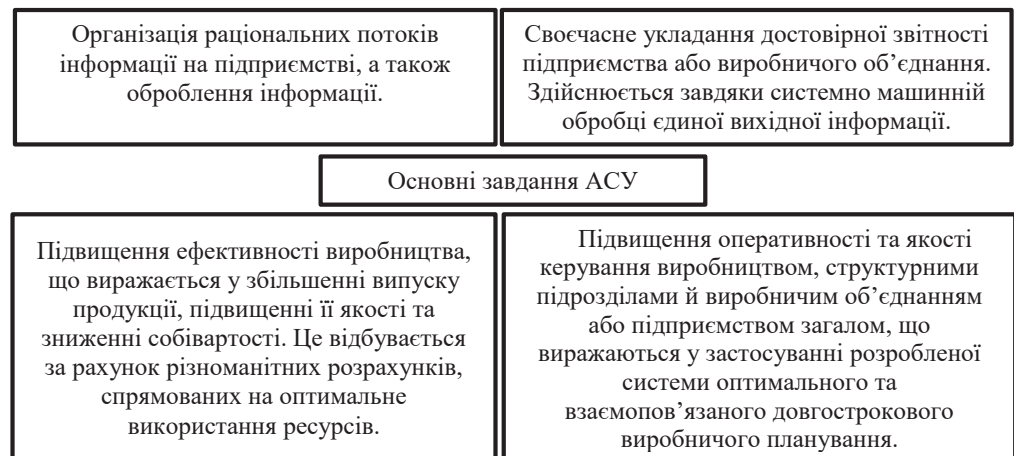 Організація раціональних потоків
інформації на підприємстві, а також
оброблення інформації.
Своєчасне укладання достовірної звітності
підприємства або виробничого об’єднання.
Здійснюється завдяки системно машинній
обробці єдиної вихідної інформації.
Основні завдання АСУ
Підвищення ефективності виробництва,
що виражається у збільшенні випуску
продукції, підвищенні її якості та
зниженні собівартості. Це відбувається
за рахунок різноманітних розрахунків,
спрямованих на оптимальне
використання ресурсів.
Підвищення оперативності та якості
керування виробництвом, структурними
підрозділами й виробничим об’єднанням
або підприємством загалом, що
виражаються у застосуванні розробленої
системи оптимального та
взаємопов’язаного довгострокового
виробничого планування.